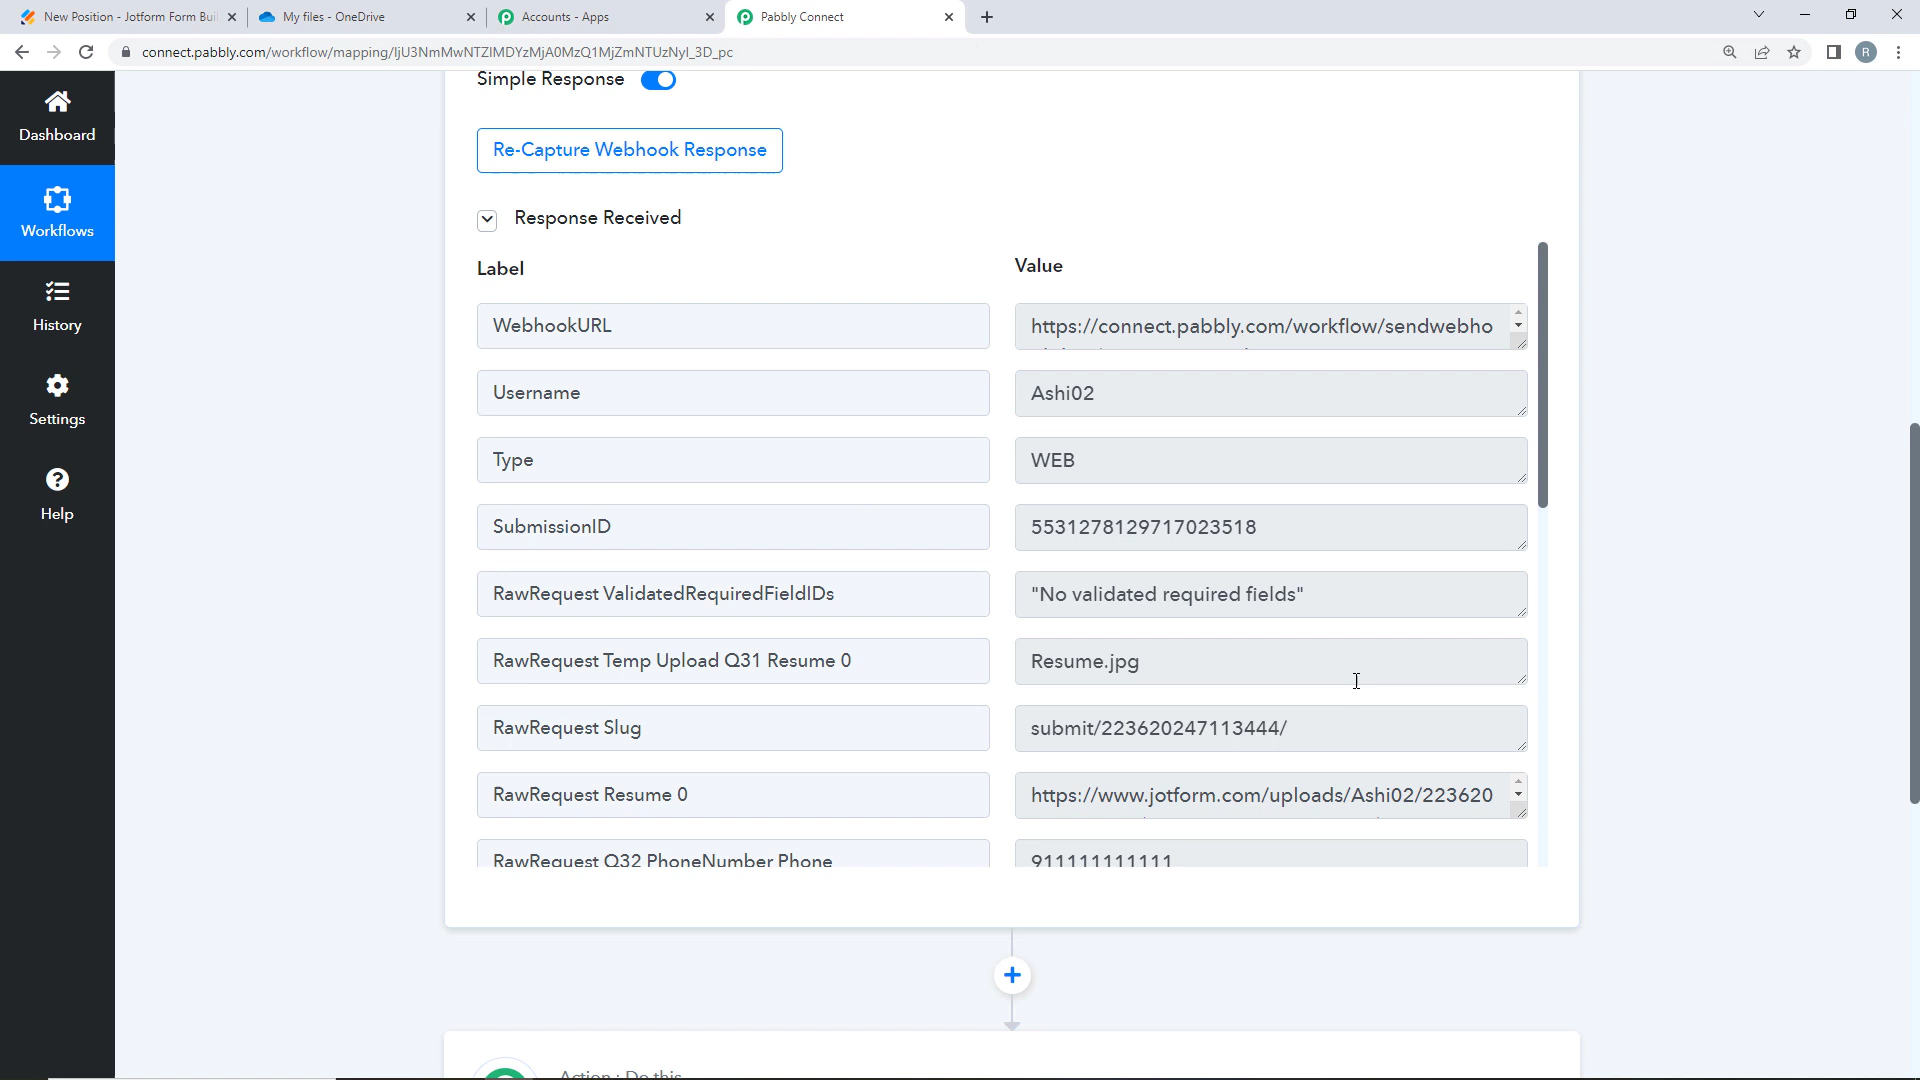 New Position - Jotform Form Bui
My files - OneDrive
Accounts - Apps
Pabbly Connect
connect.pabbly.com/workflow/mapping/IjU3NmMwNTZlMDYzMjA0MzQ1MjZmNTUzNyI_3D_pc
R
Simple Response
Dashboard
Re-Capture Webhook Response
Workflows
Response Received
Label
Value
History
WebhookURL
https://connect.pabbly.com/workflow/sendwebho
Username
Ashi02
Settings
Type
WEB
Help
SubmissionID
5531278129717023518
RawRequest ValidatedRequiredFieldIDs
"No validated required fields"
RawRequest Temp Upload Q31 Resume 0
Resume.jpg
RawRequest Slug
submit/223620247113444/
RawRequest Resume 0
https://www.jotform.com/uploads/Ashi02/223620
RawRequest Q32 PhoneNumber Phone
911111111111
Action : Do this